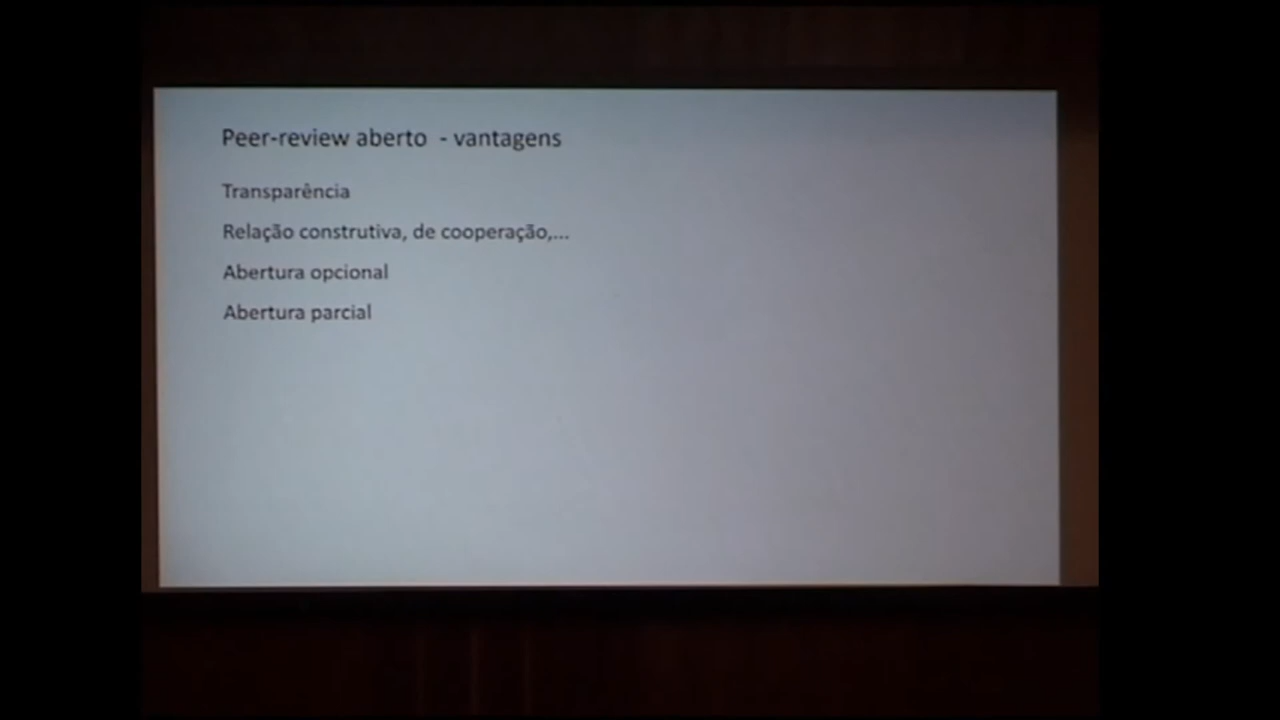 Peer-review aberto - vantagens
Transparência
Relação construtiva, de cooperação,...
Abertura opcional
Abertura parcial